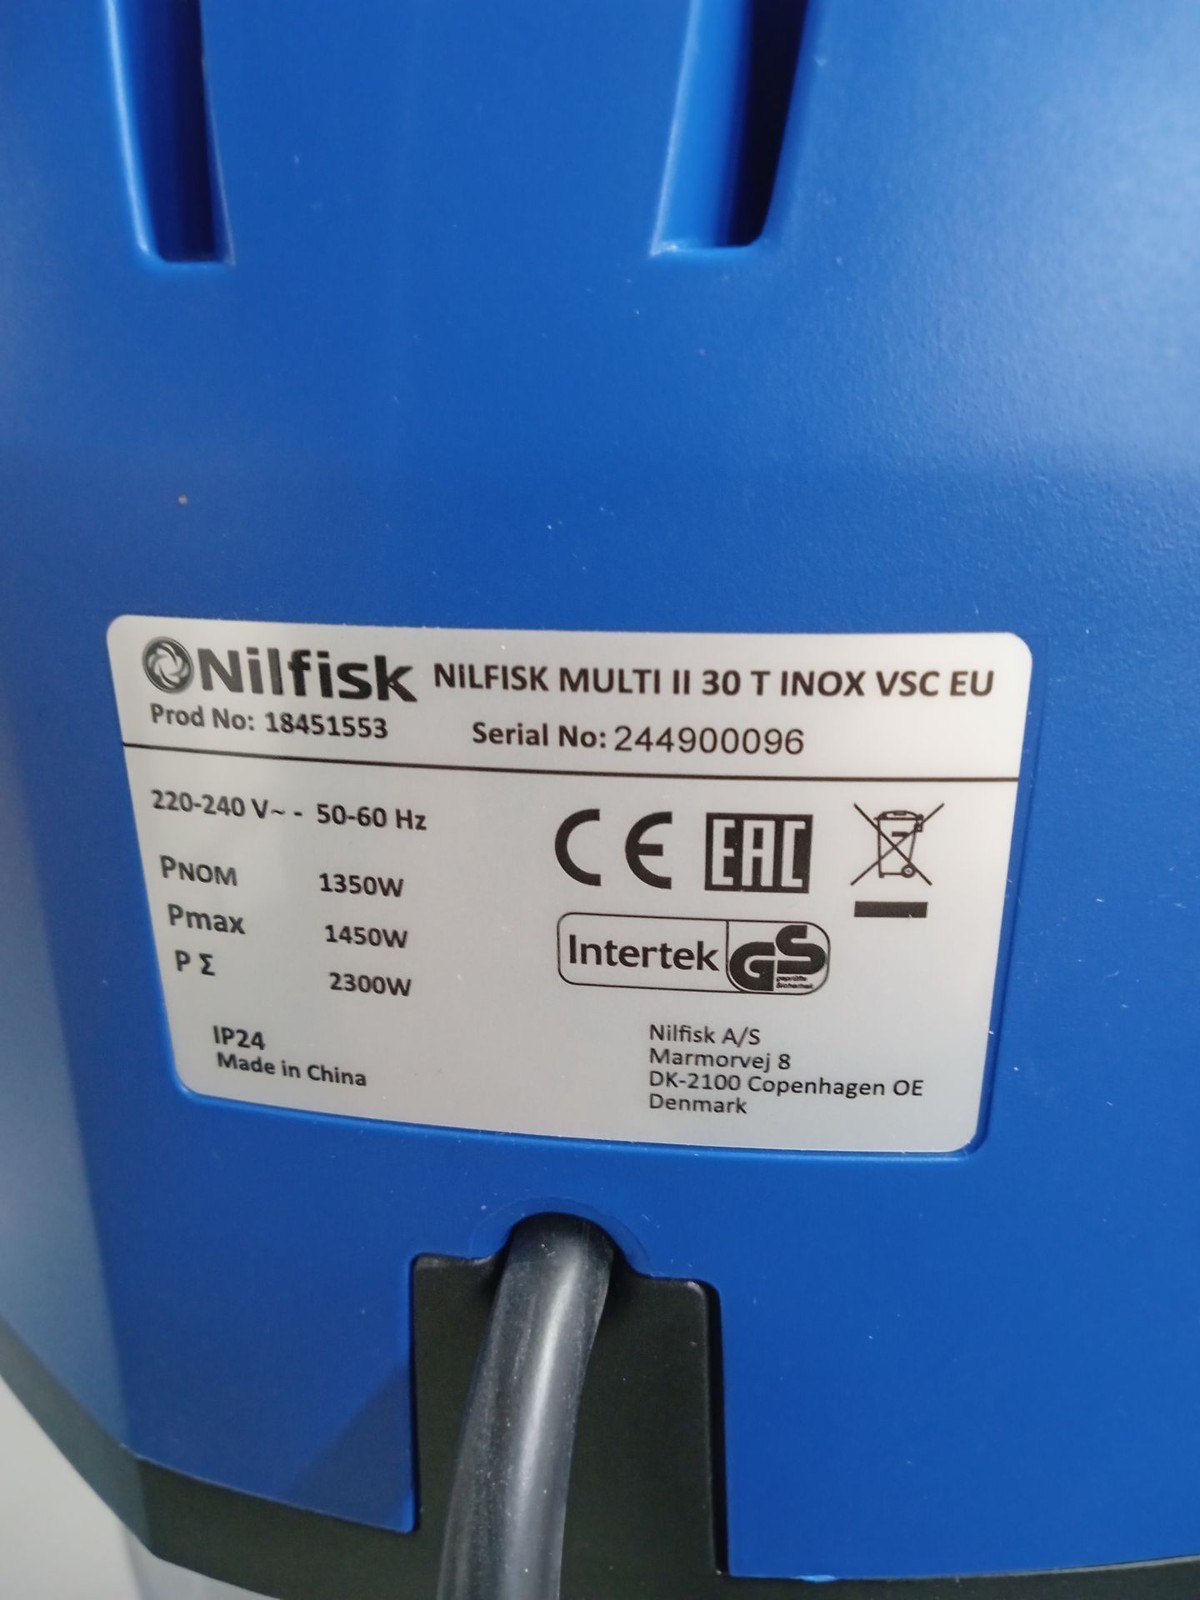 Nilfisk NILFISK MULTI II 30 T INOX VSC EU
Prod No: 18451553 Serial No: 244900096
220-240 V~ - 50-60 Hz
PNOM 1350W
Pmax 1450W
P Σ 2300W
CE EAC
Intertek GS
geprüfte
Sicherheit
IP24
Made in China
Nilfisk A/S
Marmorvej 8
DK-2100 Copenhagen OE
Denmark